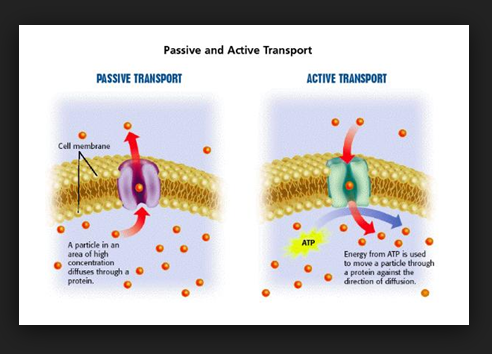 Passive and Active Transport
PASSIVE TRANSPORT
ACTIVE TRANSPORT
Cell membrane
A particle in an
area of high
concentration
diffuses through a
protein.
ATP
Energy from ATP is used
to move a particle through
a protein against the
direction of diffusion.